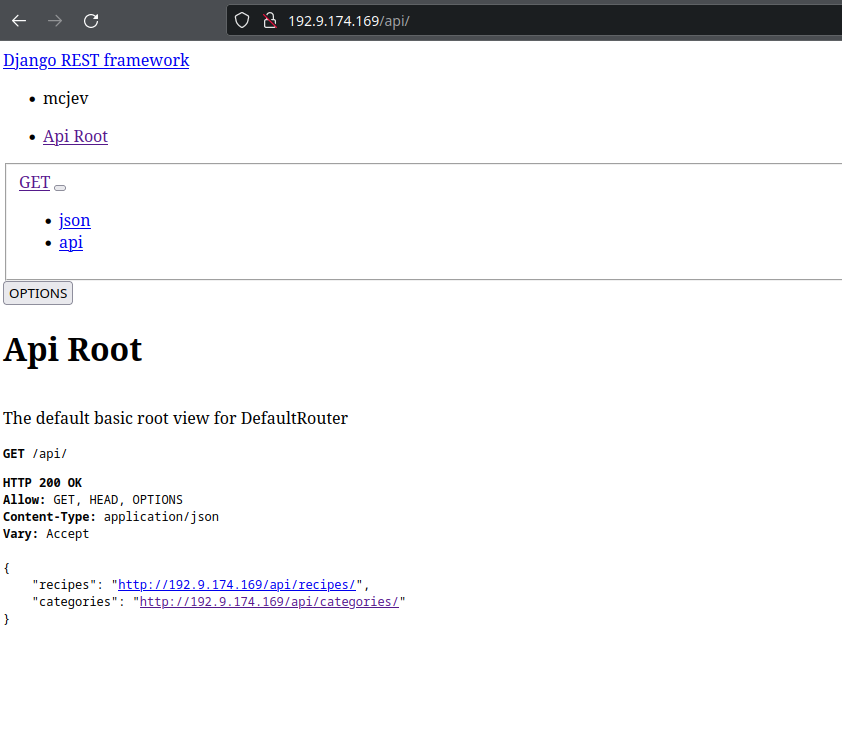 192.9.174.169/api/
Django REST framework
mcjev
Api Root
GET
json
api
OPTIONS
Api Root
The default basic root view for DefaultRouter
GET /api/
HTTP 200 OK
Allow: GET, HEAD, OPTIONS
Content-Type: application/json
Vary: Accept
{
    "recipes": "http://192.9.174.169/api/recipes/",
    "categories": "http://192.9.174.169/api/categories/"
}